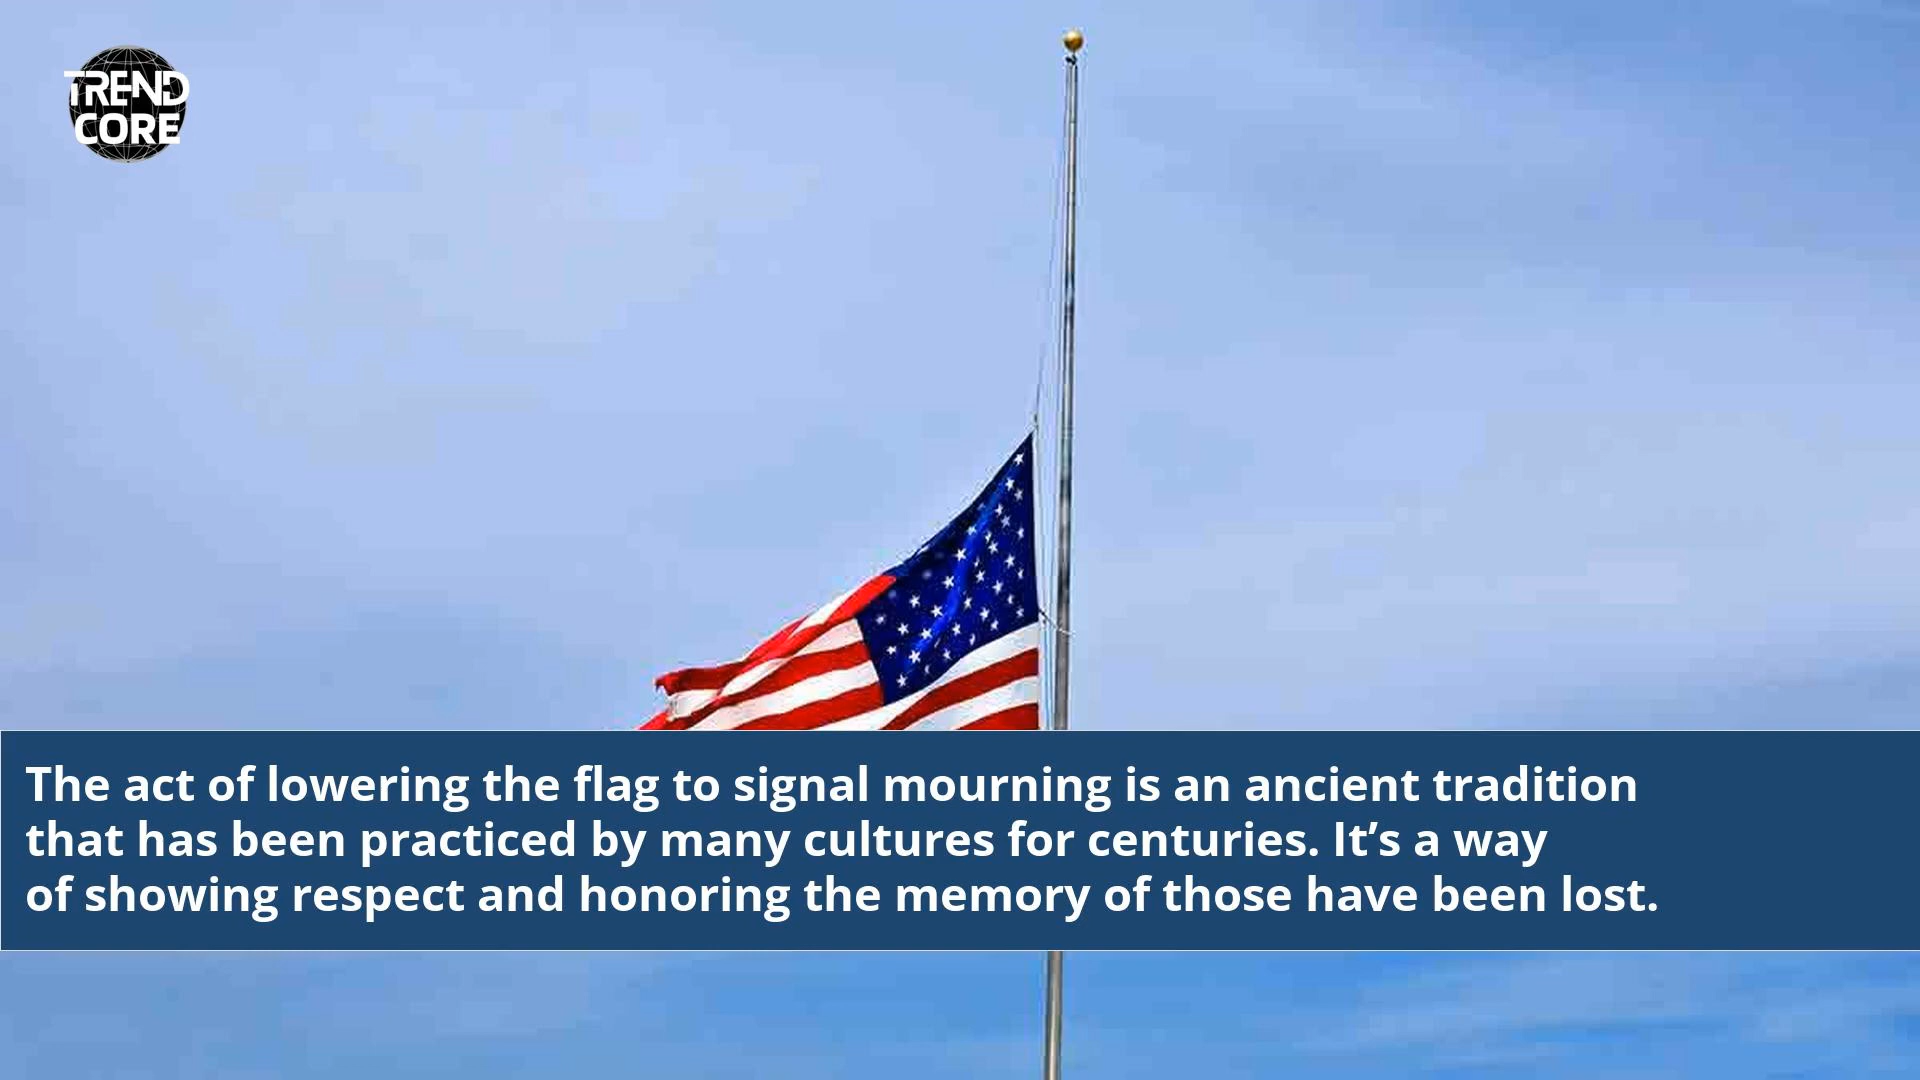 TREND
CORE
The act of lowering the flag to signal mourning is an ancient tradition
that has been practiced by many cultures for centuries. It’s a way
of showing respect and honoring the memory of those have been lost.